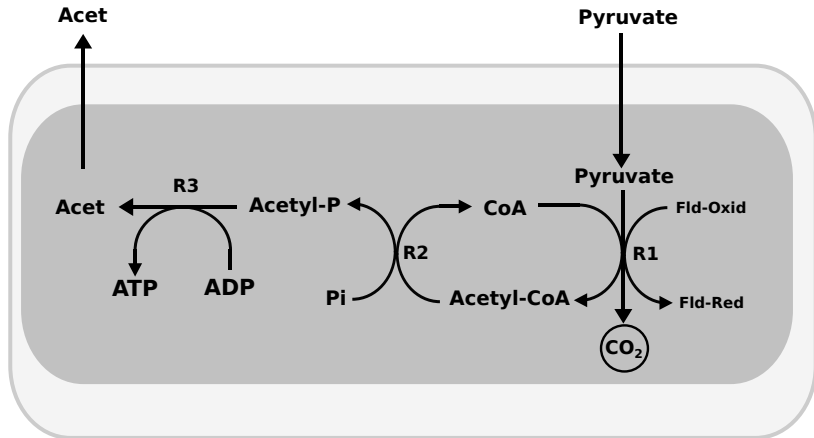 Acet
Pyruvate
Pyruvate
R3
Acet
Acetyl-P
CoA
Fld-Oxid
R2
R1
ATP
ADP
Pi
Acetyl-CoA
Fld-Red
CO₂